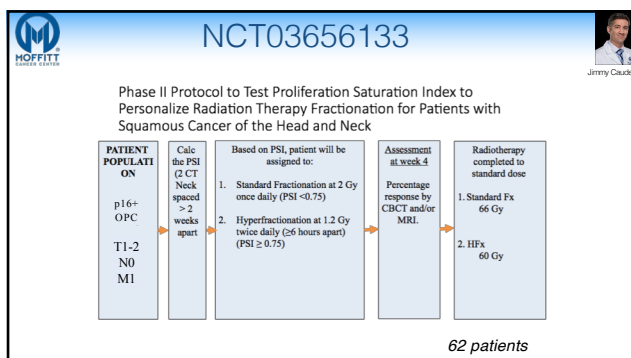 MOFFITT
CANCER CENTER
NCT03656133
Jimmy Caude
Phase II Protocol to Test Proliferation Saturation Index to
Personalize Radiation Therapy Fractionation for Patients with
Squamous Cancer of the Head and Neck
PATIENT
POPULATI
ON
p16+
OPC
T1-2
N0
M1
Calc
the PSI
(2 CT
Neck
spaced
> 2
weeks
apart
Based on PSI, patient will be
assigned to:
1. Standard Fractionation at 2 Gy
once daily (PSI <0.75)
2. Hyperfractionation at 1.2 Gy
twice daily (≥6 hours apart)
(PSI ≥ 0.75)
Assessment
at week 4
Percentage
response by
CBCT and/or
MRI.
Radiotherapy
completed to
standard dose
1. Standard Fx
66 Gy
2. HFx
60 Gy
62 patients